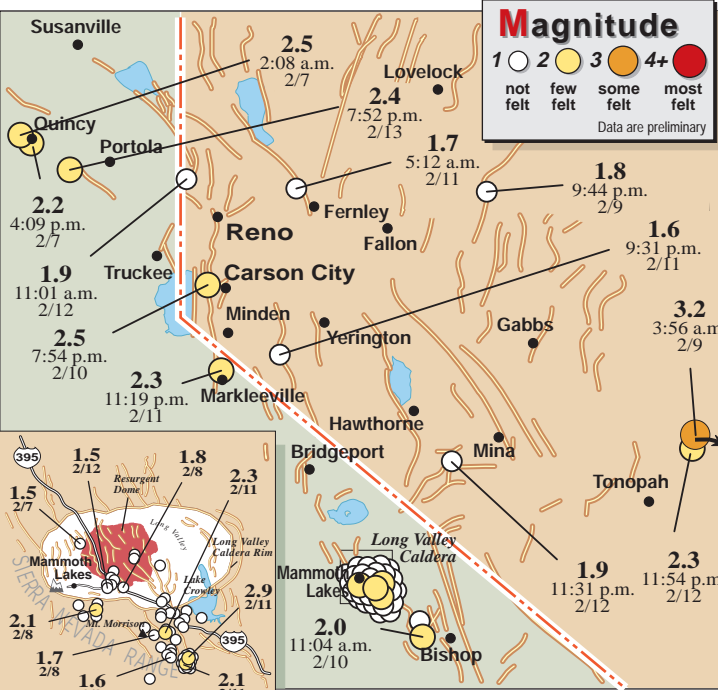 Magnitude
1 2 3 4+
not felt
few felt
some felt
most felt
Data are preliminary
Susanville
2.5
2:08 a.m.
2/7
Lovelock
2.4
7:52 p.m.
2/13
Quincy
Portola
1.7
5:12 a.m.
2/11
1.8
9:44 p.m.
2/9
2.2
4:09 p.m.
2/7
Fernley
Reno
Fallon
1.6
9:31 p.m.
2/11
1.9
11:01 a.m.
2/12
Truckee
Carson City
Minden
3.2
3:56 a.m
2/9
2.5
7:54 p.m.
2/10
Yerington
Gabbs
2.3
11:19 p.m.
2/11
Markleeville
Hawthorne
Mina
Bridgeport
Tonopah
Long Valley
Caldera
Mammoth
Lakes
1.9
11:31 p.m.
2/12
2.3
11:54 p.m
2/12
2.0
11:04 a.m.
2/10
Bishop
395
1.5
2/12
1.8
2/8
2.3
2/11
Resurgent
Dome
1.5
2/7
Long Valley
Long Valley
Caldera Rim
Mammoth
Lakes
Lake
Crowley
2.9
2/11
2.1
2/8
Mt. Morrison
395
SIERRA NEVADA RANGE
1.7
2/8
1.6
2.1